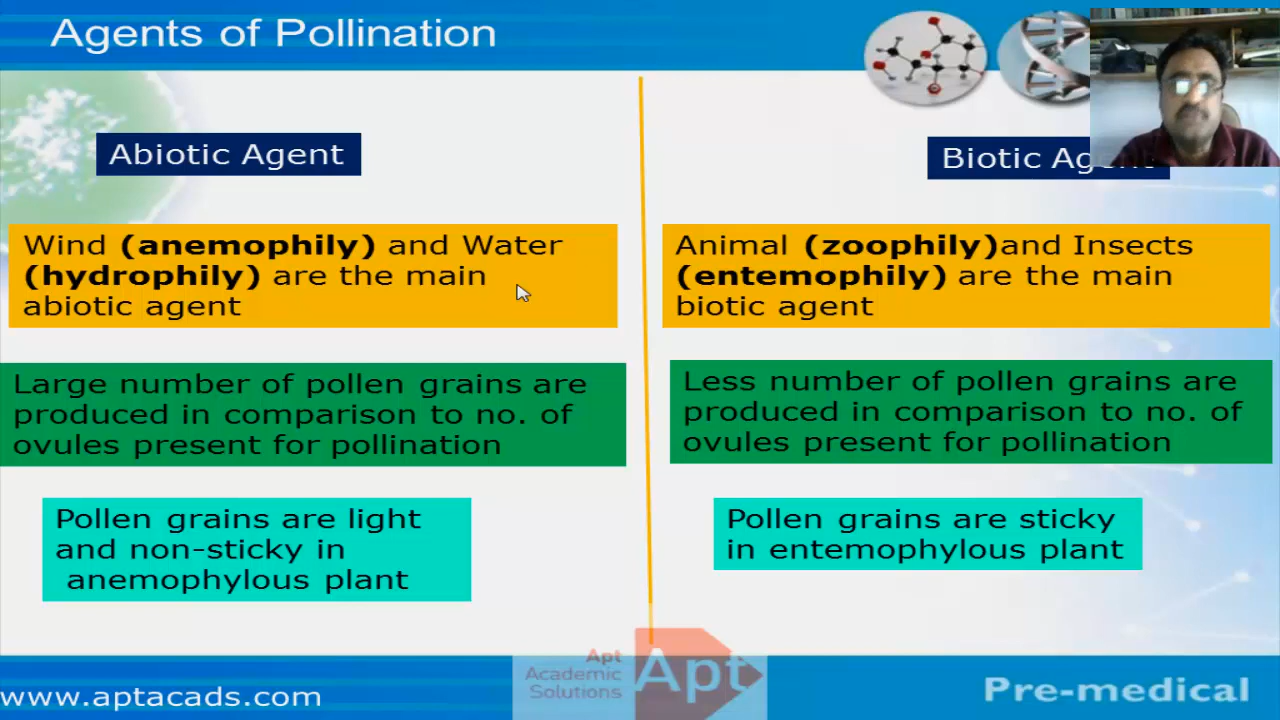 Agents of Pollination
Abiotic Agent
Wind (anemophily) and Water
(hydrophily) are the main
abiotic agent
Large number of pollen grains are
produced in comparison to no. of
ovules present for pollination
Pollen grains are light
and non-sticky in
anemophylous plant
Biotic Agent
Animal (zoophily)and Insects
(entemophily) are the main
biotic agent
Less number of pollen grains are
produced in comparison to no. of
ovules present for pollination
Pollen grains are sticky
in entemophylous plant
www.aptacads.com
Apt
Academic
Solutions
Apt
Pre-medical